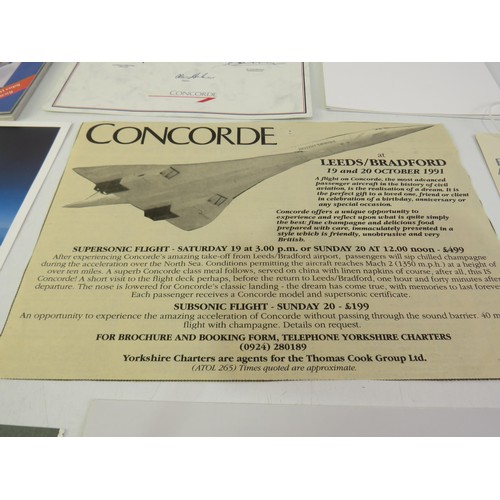 CONCORDE
CONCORDE
at
LEEDS/BRADFORD
19 and 20 OCTOBER 1991
A flight on Concorde, the most advanced
passenger aircraft in the history of civil
aviation, is the realization of a dream. It is
the perfect gift to a loved one, friend or client
in celebration of a birthday, anniversary or
any special occasion.
Concorde offers a unique opportunity to
experience and reflect upon what is quite simply
the best: fine champagne and delicious food
prepared with care, immaculately presented in a
style which is friendly, unobtrusive and very
British.
SUPERSONIC FLIGHT - SATURDAY 19 at 3.00 p.m. or SUNDAY 20 AT 12.00 noon - £499
After experiencing Concorde's amazing take-off from Leeds/Bradford airport, passengers will sip chilled champagne
during the acceleration over the North Sea. Conditions permitting the aircraft reaches Mach 2 (1350 m.p.h.) at a height of
over ten miles. A superb Concorde class meal follows, served on china with linen napkins of course, after all, this IS
Concorde! A short visit to the flight deck perhaps, before the return to Leeds/Bradford, one hour and forty minutes after
departure. The nose is lowered for Concorde's classic landing - the dream has come true, with memories to last forever.
Each passenger receives a Concorde model and supersonic certificate.
SUBSONIC FLIGHT - SUNDAY 20 - £199
An opportunity to experience the amazing acceleration of Concorde without passing through the sound barrier. 40 m
flight with champagne. Details on request.
FOR BROCHURE AND BOOKING FORM, TELEPHONE YORKSHIRE CHARTERS
(0924) 280189
Yorkshire Charters are agents for the Thomas Cook Group Ltd.
(ATOL 265) Times quoted are approximate.